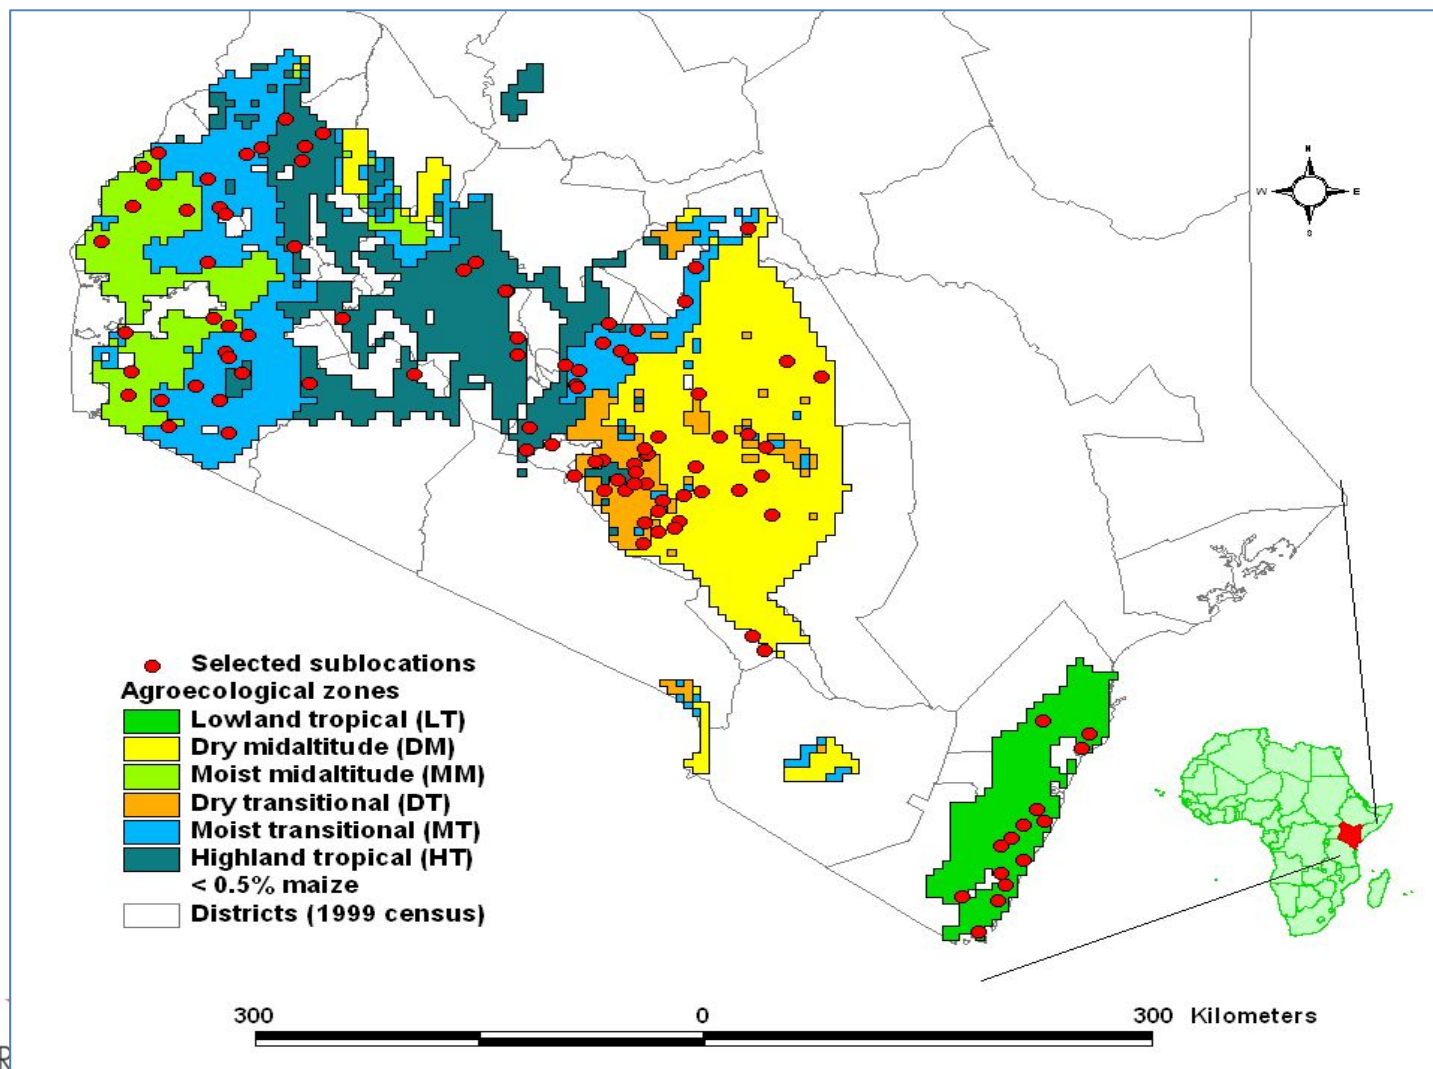 N
W E
S
Selected sublocations
Agroecological zones
Lowland tropical (LT)
Dry midaltitude (DM)
Moist midaltitude (MM)
Dry transitional (DT)
Moist transitional (MT)
Highland tropical (HT)
< 0.5% maize
Districts (1999 census)
300 0 300 Kilometers
R